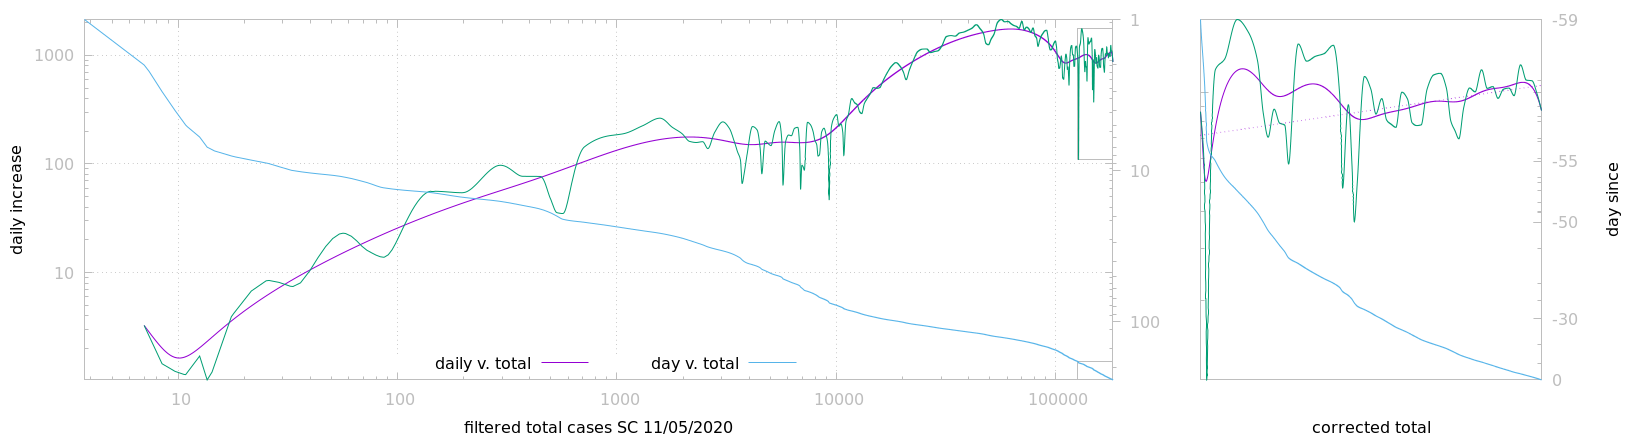 1000
100
10
daily increase
10
100
1000
10000
100000
filtered total cases SC 11/05/2020
daily v. total
day v. total
1
10
100
-59
-55
-50
-30
0
day since
corrected total